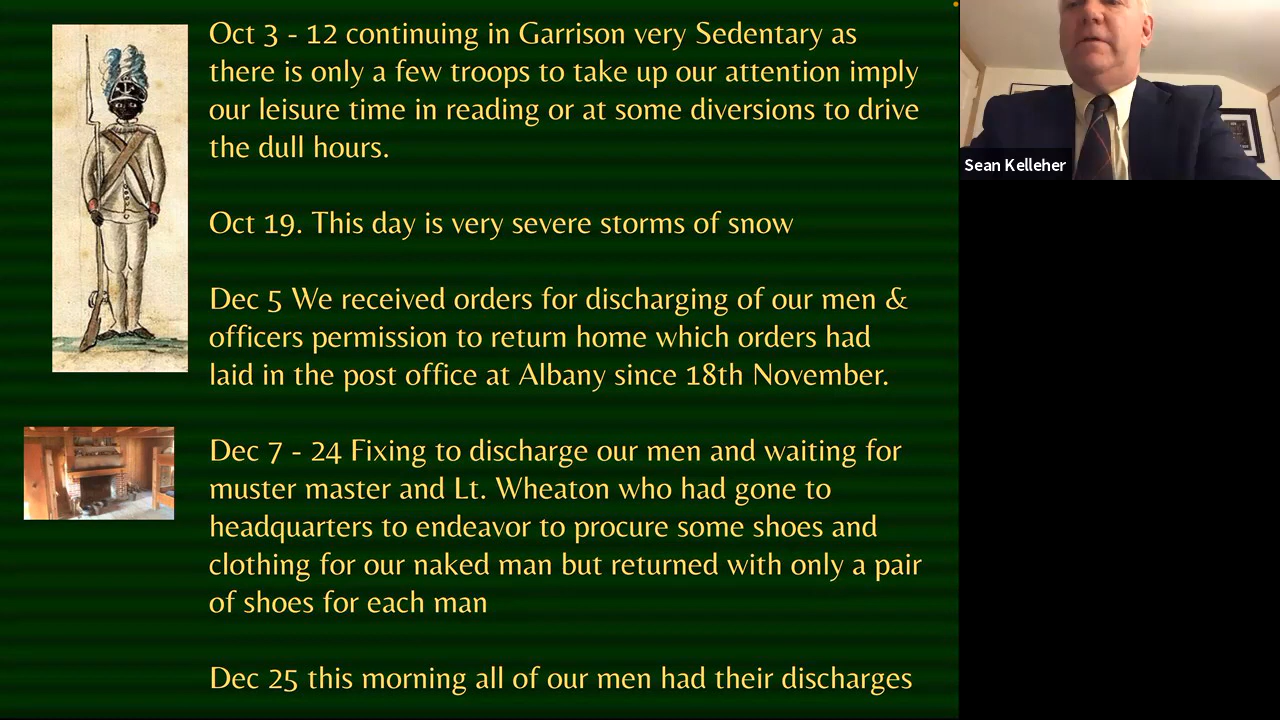 Oct 3 - 12 continuing in Garrison very Sedentary as
there is only a few troops to take up our attention imply
our leisure time in reading or at some diversions to drive
the dull hours.
Oct 19. This day is very severe storms of snow
Dec 5 We received orders for discharging of our men &
officers permission to return home which orders had
laid in the post office at Albany since 18th November.
Dec 7 - 24 Fixing to discharge our men and waiting for
muster master and Lt. Wheaton who had gone to
headquarters to endeavor to procure some shoes and
clothing for our naked man but returned with only a pair
of shoes for each man
Dec 25 this morning all of our men had their discharges
Sean Kelleher